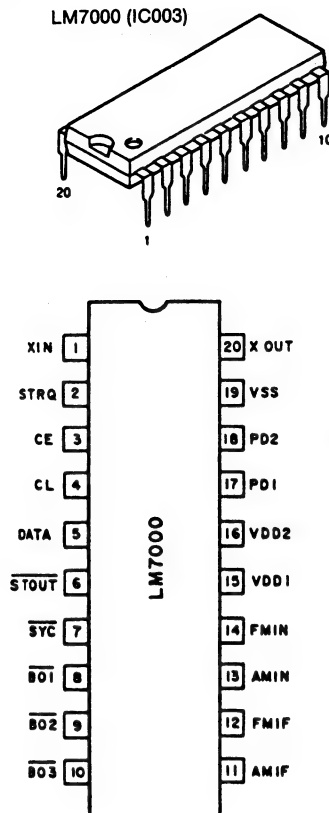 LM7000 (IC003)
10
20
1
XIN 1 20 X OUT
STRQ 2 19 VSS
CE 3 18 PD2
CL 4 17 PD1
DATA 5 16 VDD2
STOUT 6 15 VDD1
SYC 7 14 FMIN
BO1 8 13 AMIN
BO2 9 12 FMIF
BO3 10 11 AMIF
LM7000